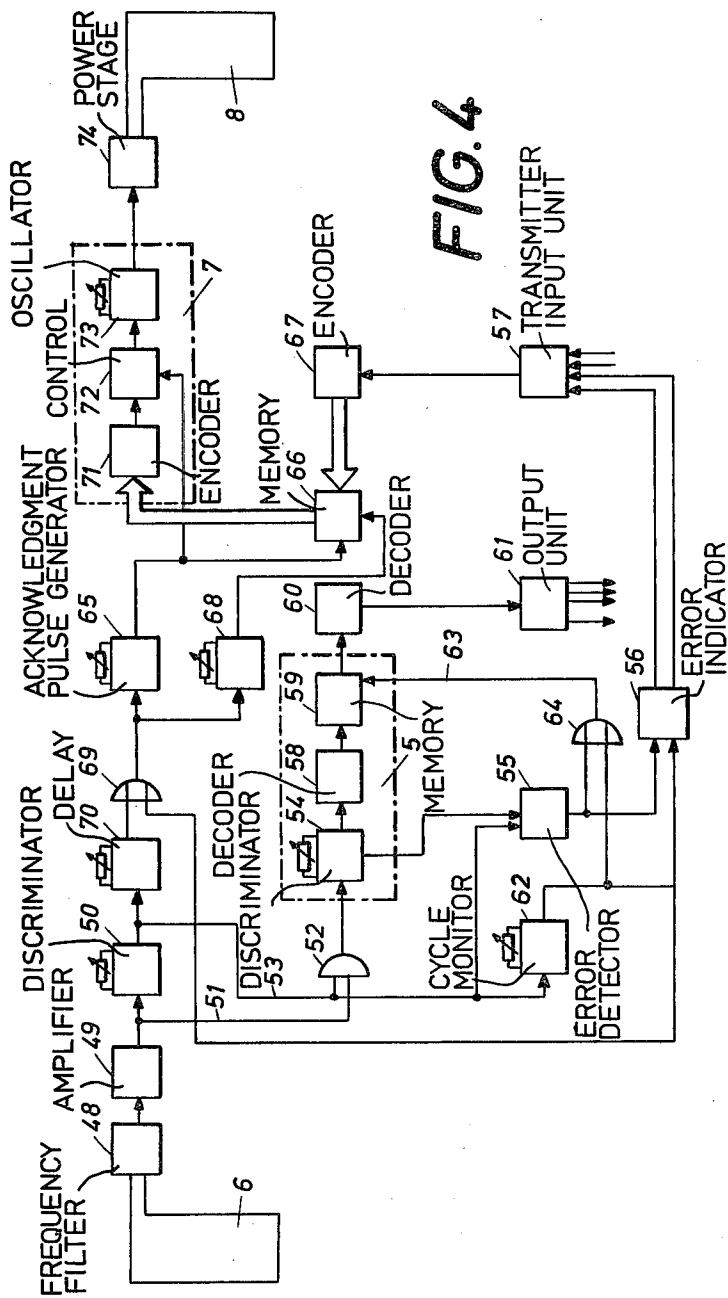 FREQUENCY
FILTER
48
6
AMPLIFIER
49
DISCRIMINATOR
50
51
53
DELAY
70
69
ACKNOWLEDGMENT
PULSE GENERATOR
65
68
OSCILLATOR
CONTROL
71
72
73
7
ENCODER
74
POWER
STAGE
8
FIG. 4
MEMORY
66
67
ENCODER
DISCRIMINATOR
DECODER
54
58
59
5
MEMORY
60
DECODER
61
OUTPUT
UNIT
57
TRANSMITTER
INPUT UNIT
52
CYCLE
MONITOR
62
55
ERROR
DETECTOR
63
64
56
ERROR
INDICATOR